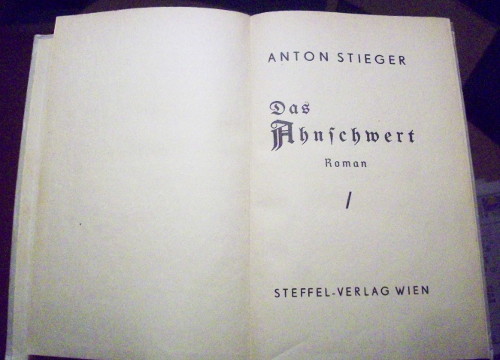 ANTON STIEGER
Das
Ahnſchwert
Roman
/
STEFFEL-VERLAG WIEN